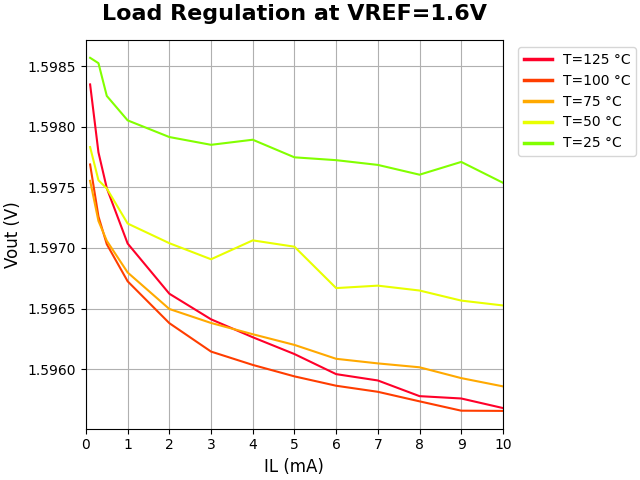 Load Regulation at VREF=1.6V
1.5985
1.5980
1.5975
1.5970
1.5965
1.5960
Vout (V)
0 1 2 3 4 5 6 7 8 9 10
IL (mA)
T=125 °C
T=100 °C
T=75 °C
T=50 °C
T=25 °C